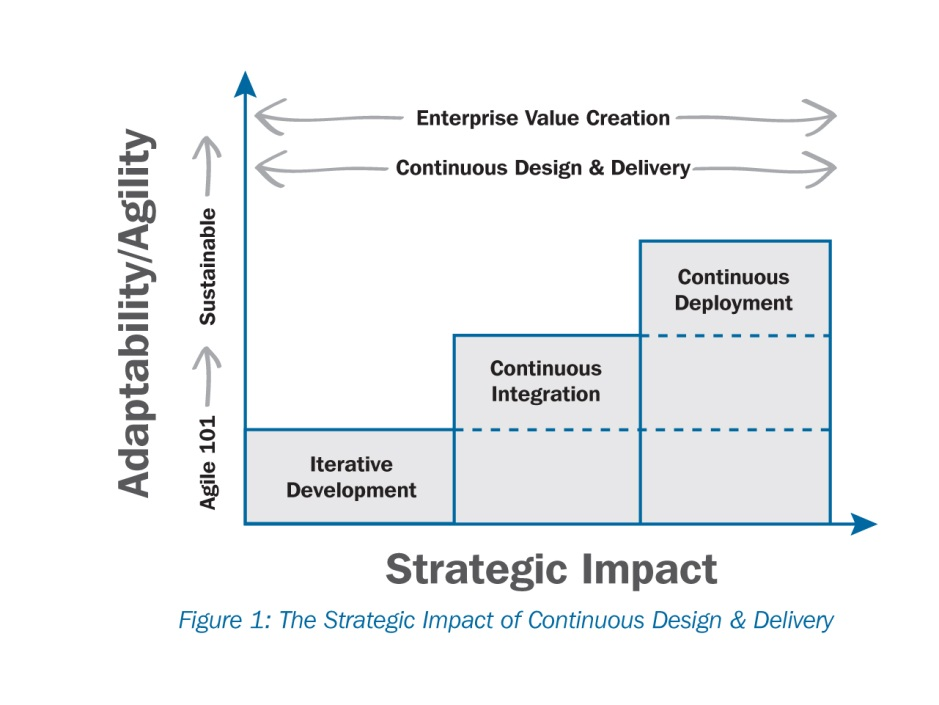 Enterprise Value Creation
Continuous Design & Delivery
Adaptability/Agility
Sustainable
Agile 101
Continuous
Deployment
Continuous
Integration
Iterative
Development
Strategic Impact
Figure 1: The Strategic Impact of Continuous Design & Delivery